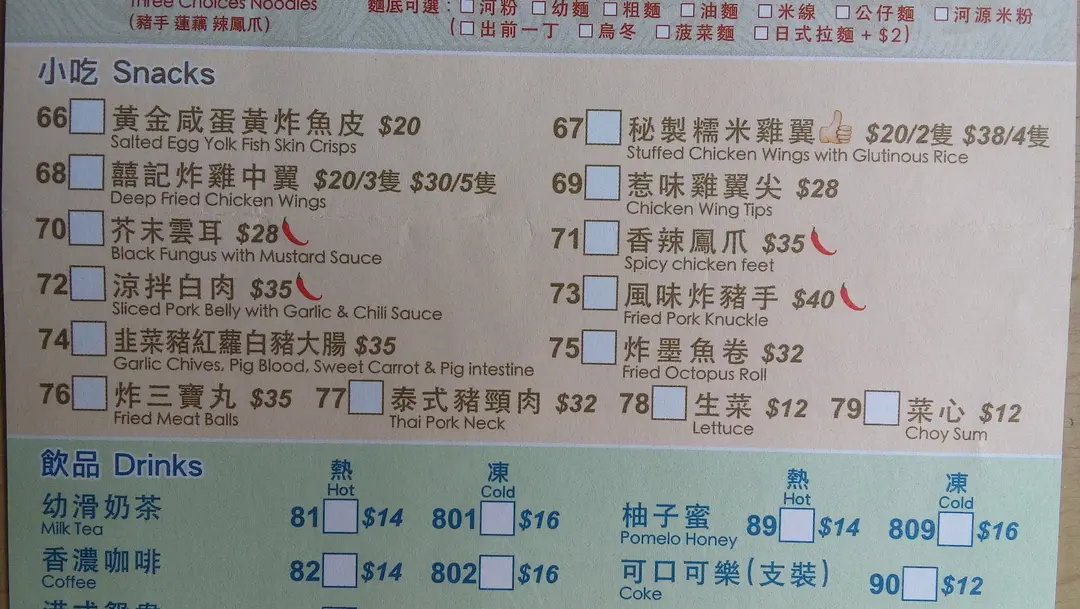 Three Choices Noodles
(豬手 蓮藕 辣鳳爪)
麵底可選: 河粉 幼麵 粗麵 油麵 米線 公仔麵 河源米粉
(出前一丁 烏冬 菠菜麵 日式拉麵 + $2)
小吃 Snacks
66 黃金咸蛋黃炸魚皮 $20
Salted Egg Yolk Fish Skin Crisps
67 秘製糯米雞翼 $20/2隻 $38/4隻
Stuffed Chicken Wings with Glutinous Rice
68 囍記炸雞中翼 $20/3隻 $30/5隻
Deep Fried Chicken Wings
69 惹味雞翼尖 $28
Chicken Wing Tips
70 芥末雲耳 $28
Black Fungus with Mustard Sauce
71 香辣鳳爪 $35
Spicy chicken feet
72 涼拌白肉 $35
Sliced Pork Belly with Garlic & Chili Sauce
73 風味炸豬手 $40
Fried Pork Knuckle
74 韭菜豬紅蘿白豬大腸 $35
Garlic Chives, Pig Blood, Sweet Carrot & Pig intestine
75 炸墨魚卷 $32
Fried Octopus Roll
76 炸三寶丸 $35
Fried Meat Balls
77 泰式豬頸肉 $32
Thai Pork Neck
78 生菜 $12
Lettuce
79 菜心 $12
Choy Sum
飲品 Drinks
熱 凍
Hot Cold
幼滑奶茶 81 $14 801 $16
Milk Tea
香濃咖啡 82 $14 802 $16
Coffee
熱 凍
Hot Cold
柚子蜜 89 $14 809 $16
Pomelo Honey
可口可樂(支裝) 90 $12
Coke